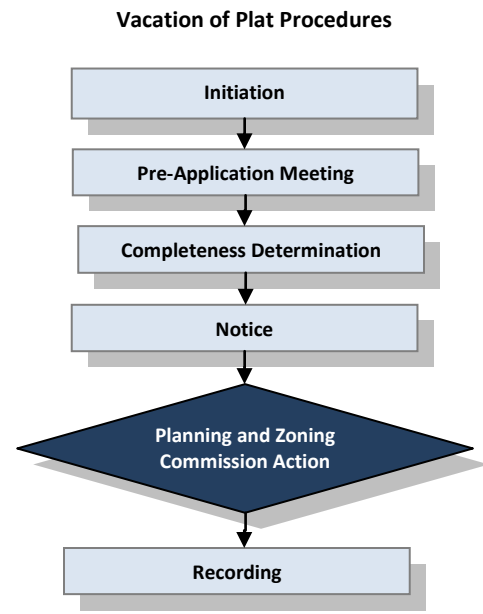 Vacation of Plat Procedures
Initiation
Pre-Application Meeting
Completeness Determination
Notice
Planning and Zoning
Commission Action
Recording